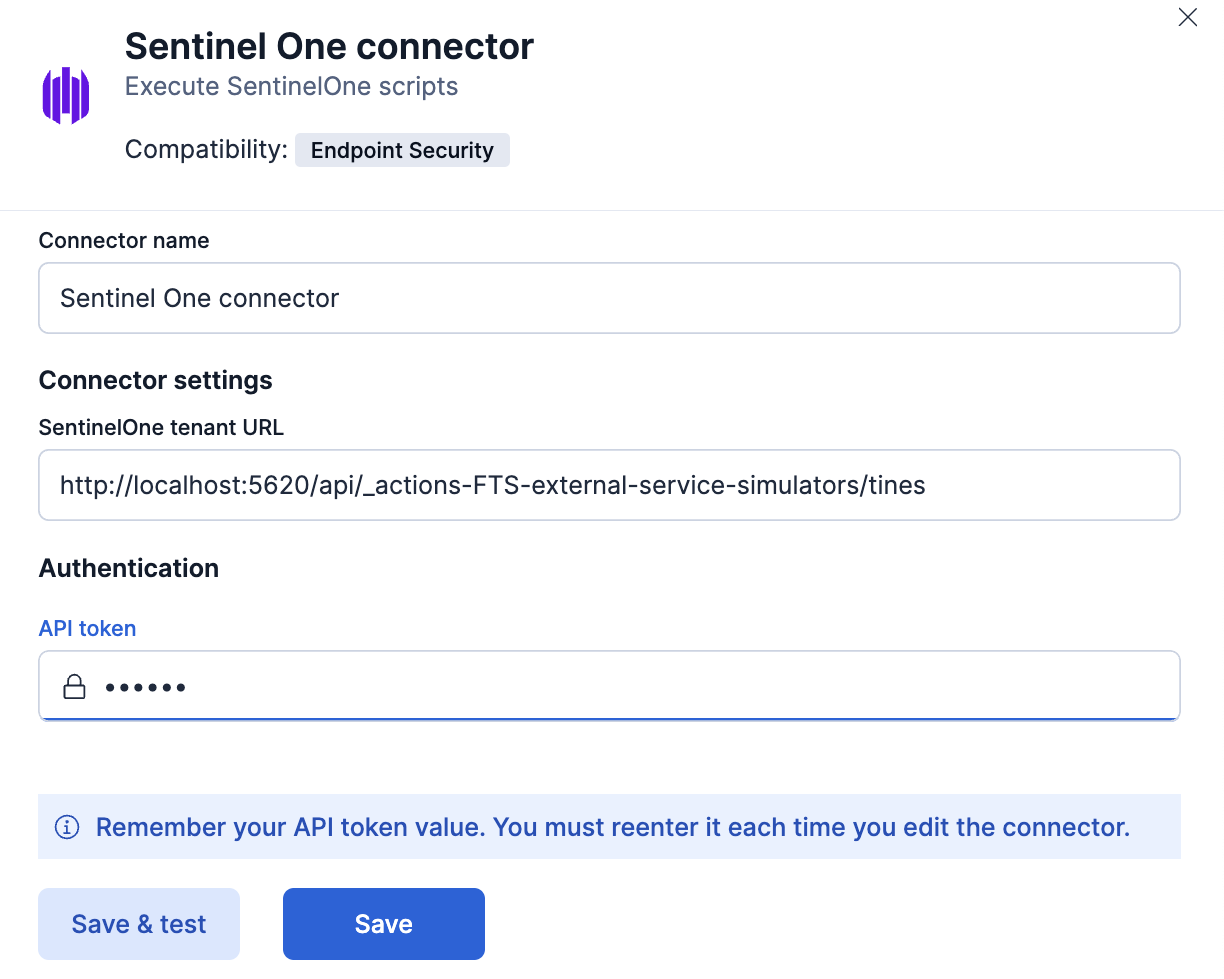 Sentinel One connector
Execute SentinelOne scripts
Compatibility: Endpoint Security
Connector name
Sentinel One connector
Connector settings
SentinelOne tenant URL
http://localhost:5620/api/_actions-FTS-external-service-simulators/tines
Authentication
API token
••••••
Remember your API token value. You must reenter it each time you edit the connector.
Save & test Save